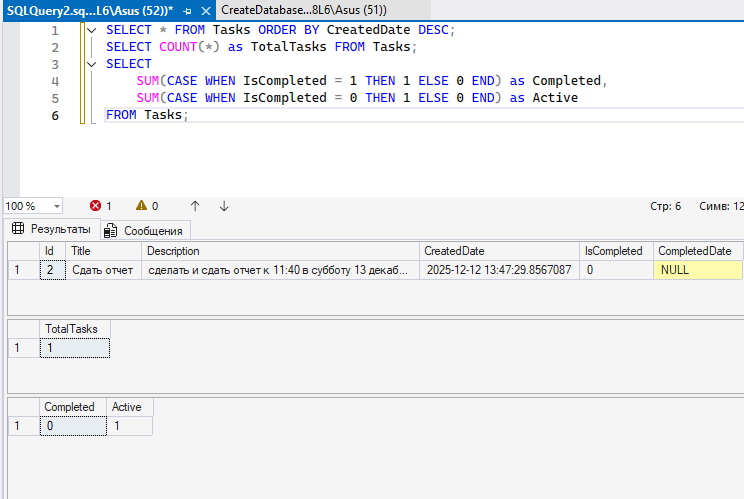 SQLQuery2.sq...L6\Asus (52))* CreateDatabase...8L6\Asus (51))
1 SELECT * FROM Tasks ORDER BY CreatedDate DESC;
2 SELECT COUNT(*) as TotalTasks FROM Tasks;
3 SELECT
4 SUM(CASE WHEN IsCompleted = 1 THEN 1 ELSE 0 END) as Completed,
5 SUM(CASE WHEN IsCompleted = 0 THEN 1 ELSE 0 END) as Active
6 FROM Tasks;
100 % 1 0 Стр: 6 Симв: 12
Результаты Сообщения
Id Title Description CreatedDate IsCompleted CompletedDate
1 2 Сдать отчет сделать и сдать отчет к 11:40 в субботу 13 декаб... 2025-12-12 13:47:29.8567087 0 NULL
TotalTasks
1 1
Completed Active
1 0 1